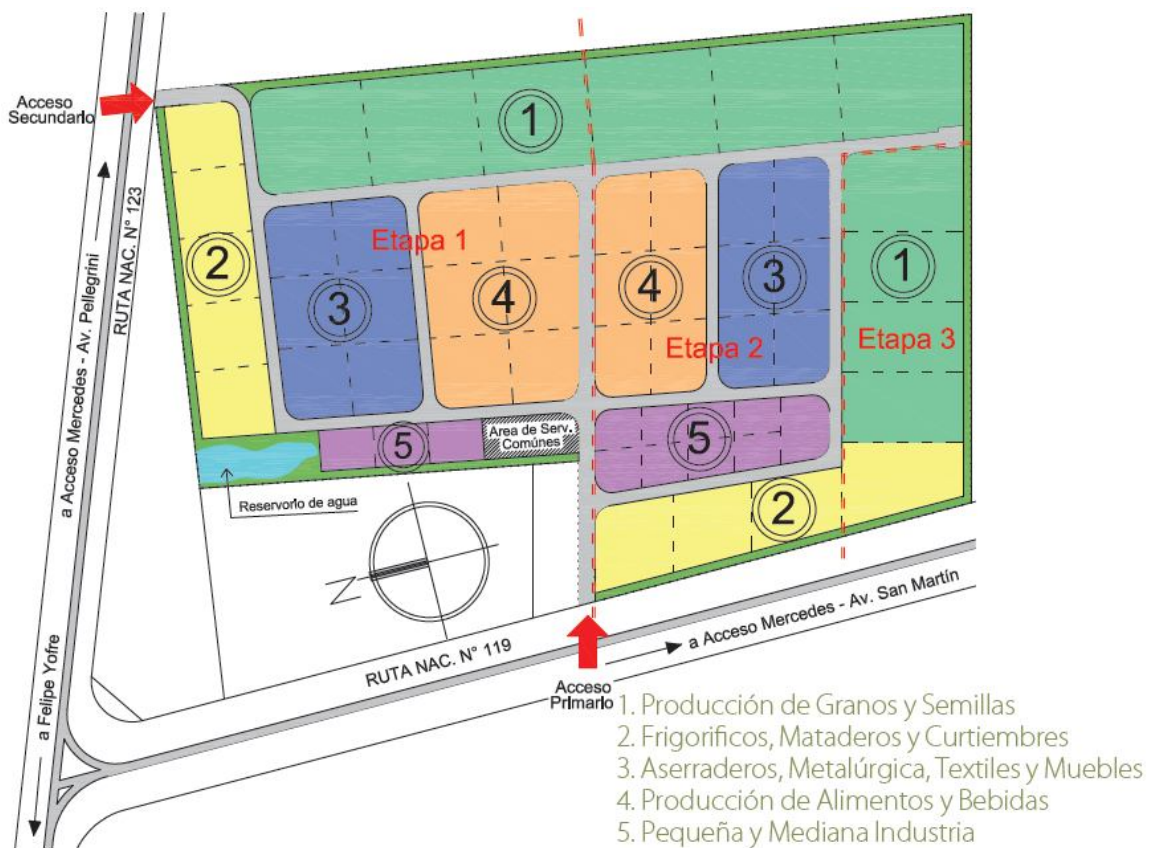 Acceso
Secundario
a Acceso Mercedes - Av. Pellegrini
RUTA NAC. N° 123
1
2
3
Etapa 1
4
4
3
1
Etapa 2
Etapa 3
5
Area de Serv.
Comúnes
5
2
Reservorio de agua
N
a Felipe Yofre
RUTA NAC. N° 119
a Acceso Mercedes - Av. San Martín
Acceso
Primario
1. Producción de Granos y Semillas
2. Frigorificos, Mataderos y Curtiembres
3. Aserraderos, Metalúrgica, Textiles y Muebles
4. Producción de Alimentos y Bebidas
5. Pequeña y Mediana Industria